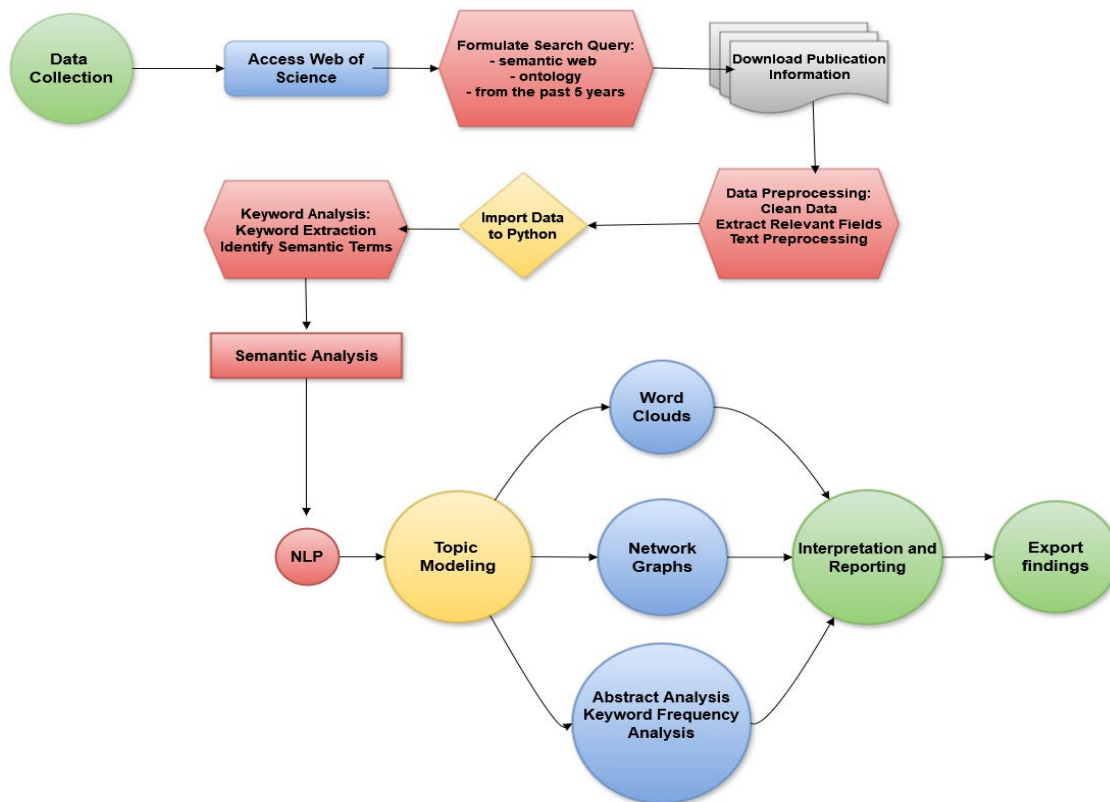 Data
Collection
Access Web of
Science
Formulate Search Query:
- semantic web
- ontology
- from the past 5 years
Download Publication
Information
Keyword Analysis:
Keyword Extraction
Identify Semantic Terms
Import Data
to Python
Data Preprocessing:
Clean Data
Extract Relevant Fields
Text Preprocessing
Semantic Analysis
Word
Clouds
NLP
Topic
Modeling
Network
Graphs
Interpretation and
Reporting
Export
findings
Abstract Analysis
Keyword Frequency
Analysis